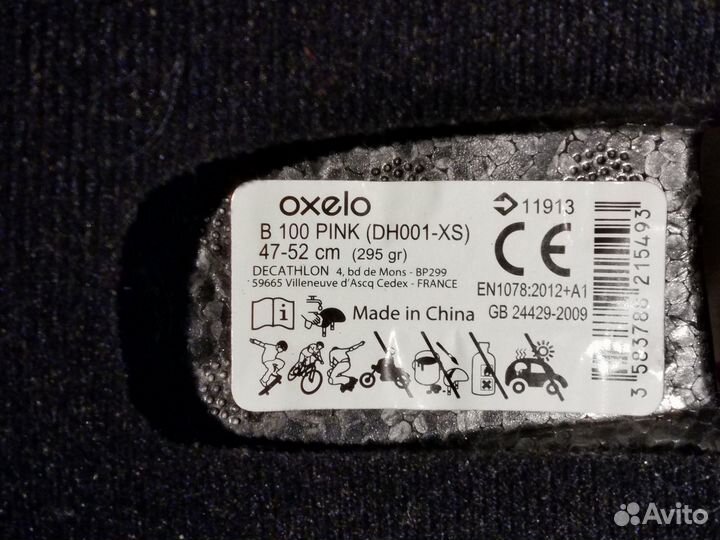 oxelo
B 100 PINK (DH001-XS)
47-52 cm (295 gr)
DECATHLON 4, bd de Mons - BP299
59665 Villeneuve d'Ascq Cedex - FRANCE
Made in China
11913
CE
EN1078:2012+A1
GB 24429-2009
3 583788 215493
Avito